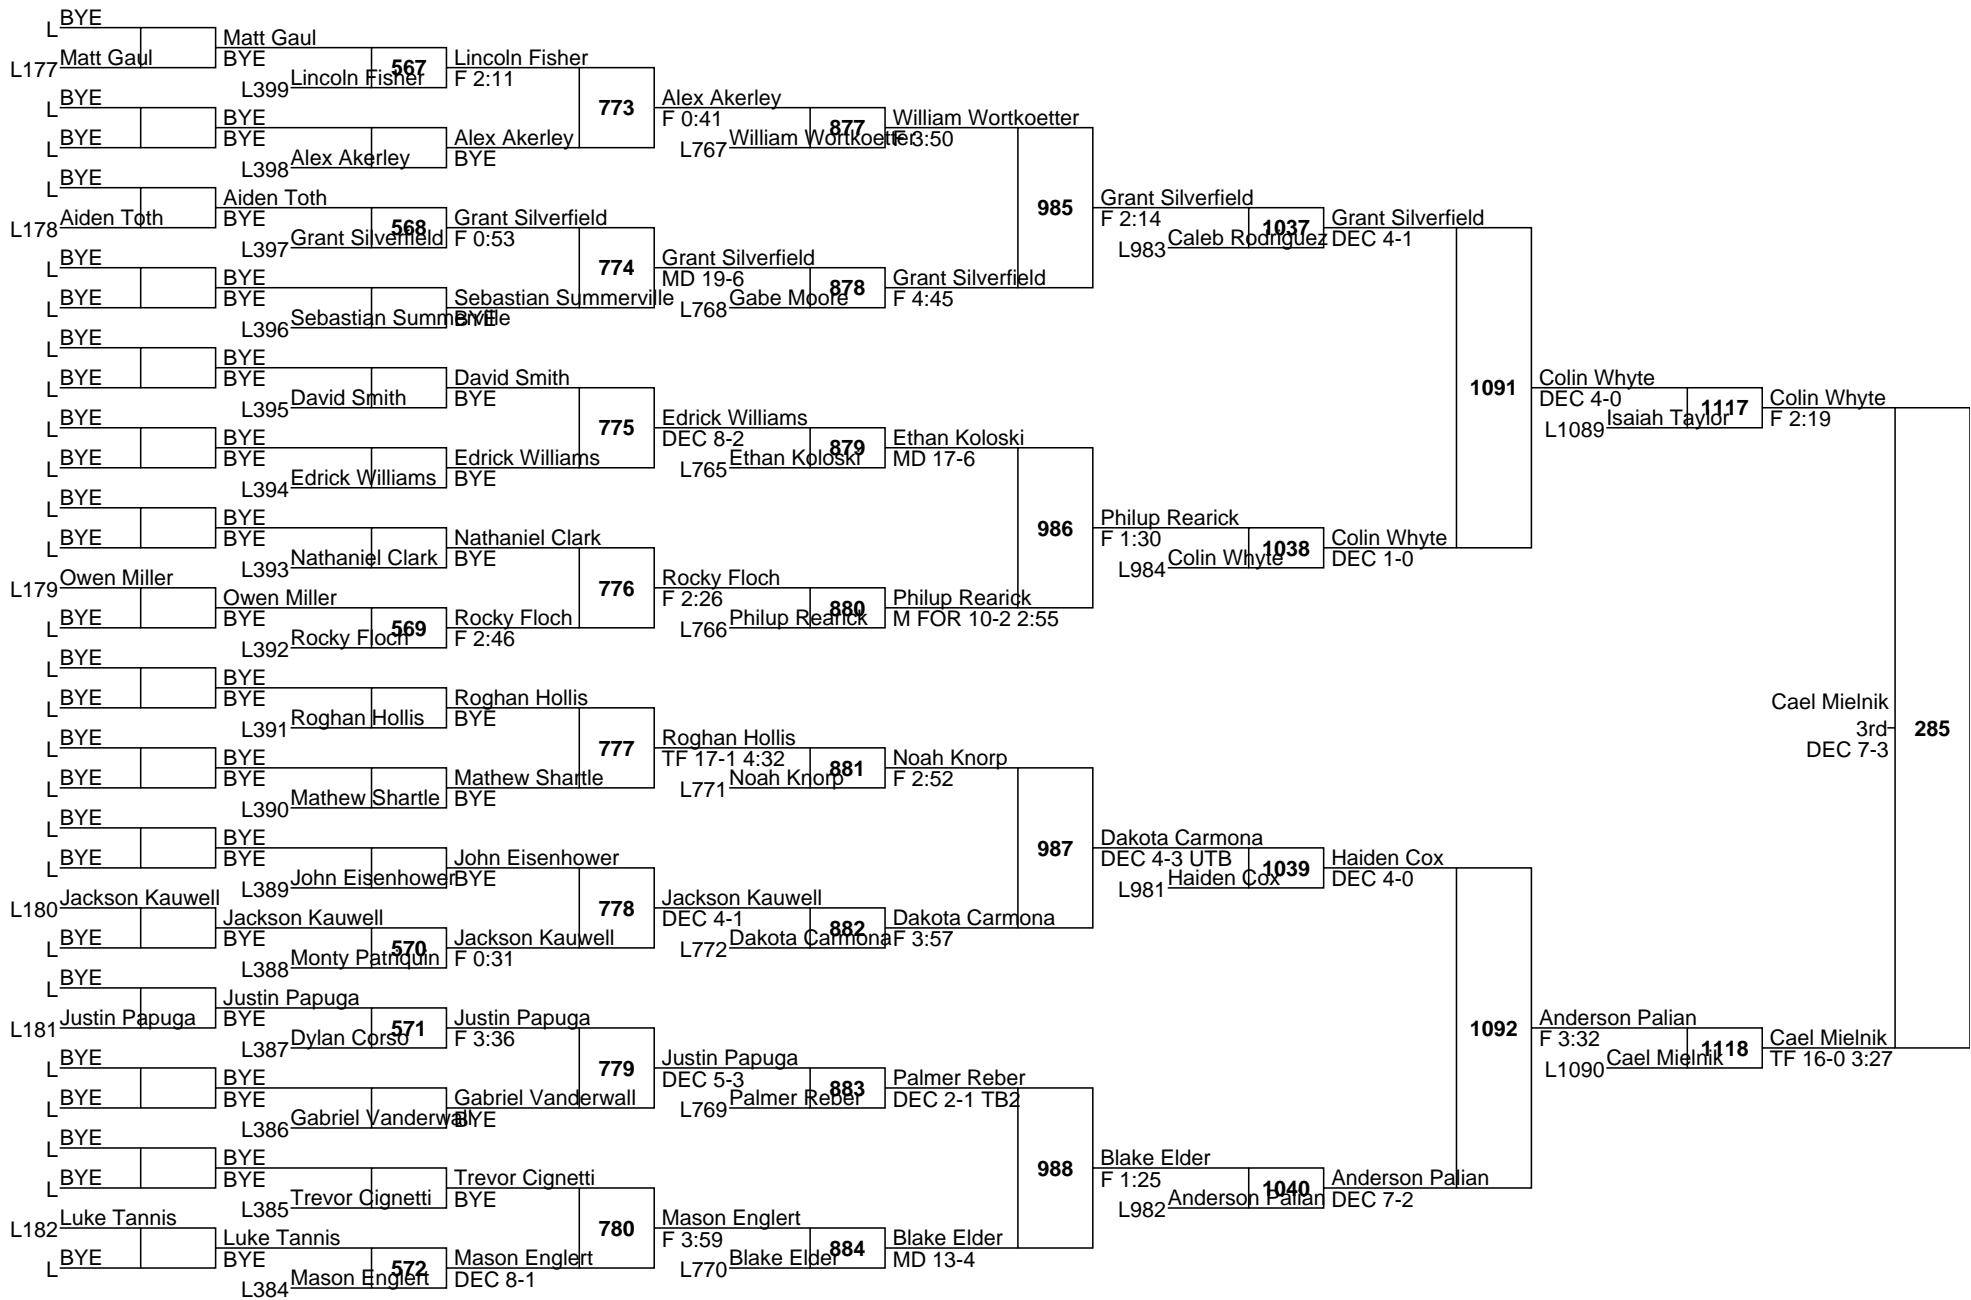 BYE
L
Matt Gaul
L177
Matt Gaul
BYE
567
Lincoln Fisher
L399
Lincoln Fisher
F 2:11
BYE
L
BYE
L
BYE
BYE
Alex Akerley
L398
Alex Akerley
BYE
773
Alex Akerley
F 0:41
877
William Wortkoetter
L767
William Wortkoetter
F 3:50
BYE
L
Aiden Toth
L178
Aiden Toth
BYE
568
Grant Silverfield
L397
Grant Silverfield
F 0:53
BYE
L
BYE
L
BYE
BYE
Sebastian Summerville
L396
Sebastian Summerville
BYE
774
Grant Silverfield
MD 19-6
878
Gabe Moore
L768
Grant Silverfield
F 4:45
985
Grant Silverfield
F 2:14
1037
Caleb Rodriguez
L983
Grant Silverfield
DEC 4-1
BYE
L
BYE
L
BYE
BYE
David Smith
L395
David Smith
BYE
BYE
L
BYE
L
BYE
BYE
Edrick Williams
L394
Edrick Williams
BYE
775
Edrick Williams
DEC 8-2
879
Ethan Koloski
L765
Ethan Koloski
MD 17-6
BYE
L
BYE
L
BYE
BYE
Nathaniel Clark
L393
Nathaniel Clark
BYE
Owen Miller
L179
BYE
L
Owen Miller
BYE
569
Rocky Floch
L392
Rocky Floch
F 2:46
776
Rocky Floch
F 2:26
880
Philup Rearick
L766
Philup Rearick
M FOR 10-2 2:55
986
Philup Rearick
F 1:30
1038
Colin Whyte
L984
Colin Whyte
DEC 1-0
1091
Colin Whyte
DEC 4-0
1117
Isaiah Taylor
L1089
Colin Whyte
F 2:19
BYE
L
BYE
L
BYE
BYE
Roghan Hollis
L391
Roghan Hollis
BYE
BYE
L
BYE
L
BYE
BYE
Mathew Shartle
L390
Mathew Shartle
BYE
777
Roghan Hollis
TF 17-1 4:32
881
Noah Knorp
L771
Noah Knorp
F 2:52
BYE
L
BYE
L
BYE
BYE
John Eisenhower
L389
John Eisenhower
BYE
Jackson Kauwell
L180
BYE
L
Jackson Kauwell
BYE
570
Monty Patriquin
L388
Jackson Kauwell
F 0:31
778
Jackson Kauwell
DEC 4-1
882
Dakota Carmona
L772
Dakota Carmona
F 3:57
987
Dakota Carmona
DEC 4-3 UTB
1039
Haiden Cox
L981
Haiden Cox
DEC 4-0
BYE
L
Justin Papuga
L181
Justin Papuga
BYE
571
Dylan Corso
L387
Justin Papuga
F 3:36
BYE
L
BYE
L
BYE
BYE
Gabriel Vanderwall
L386
Gabriel Vanderwall
BYE
779
Justin Papuga
DEC 5-3
883
Palmer Reber
L769
Palmer Reber
DEC 2-1 TB2
BYE
L
BYE
L
BYE
BYE
Trevor Cignetti
L385
Trevor Cignetti
BYE
Luke Tannis
L182
BYE
L
Luke Tannis
BYE
572
Mason Englert
L384
Mason Englert
DEC 8-1
780
Mason Englert
F 3:59
884
Blake Elder
L770
Blake Elder
MD 13-4
988
Blake Elder
F 1:25
1040
Anderson Palian
L982
Anderson Palian
DEC 7-2
1092
Anderson Palian
F 3:32
1118
Cael Mielnik
L1090
Cael Mielnik
TF 16-0 3:27
285
Cael Mielnik
3rd
DEC 7-3